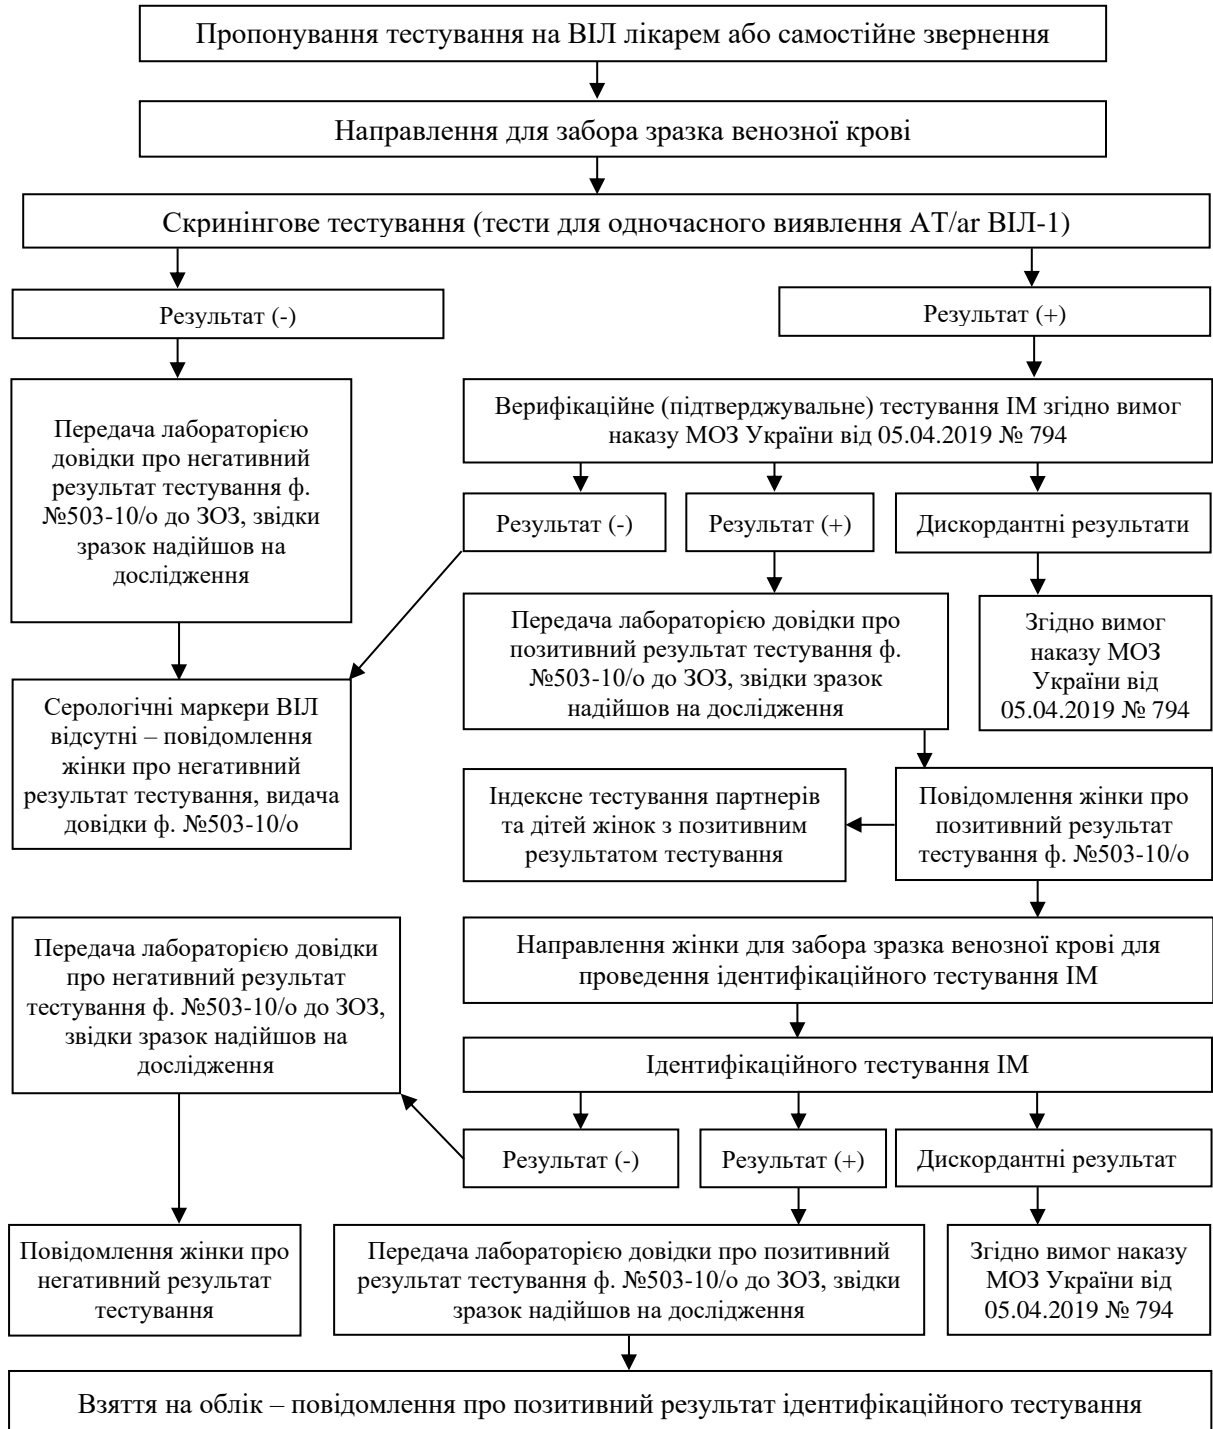 Пропонування тестування на ВІЛ лікарем або самостійне звернення
Направлення для забора зразка венозної крові
Скринінгове тестування (тести для одночасного виявлення АТ/аг ВІЛ-1)
Результат (-)
Результат (+)
Передача лабораторією
довідки про негативний
результат тестування ф.
№503-10/о до ЗОЗ, звідки
зразок надійшов на
дослідження
Верифікаційне (підтверджувальне) тестування ІМ згідно вимог
наказу МОЗ України від 05.04.2019 № 794
Результат (-)
Результат (+)
Дискордантні результати
Передача лабораторією довідки про
позитивний результат тестування ф.
№503-10/о до ЗОЗ, звідки зразок
надійшов на дослідження
Згідно вимог
наказу МОЗ
України від
05.04.2019 № 794
Серологічні маркери ВІЛ
відсутні – повідомлення
жінки про негативний
результат тестування, видача
довідки ф. №503-10/о
Індексне тестування партнерів
та дітей жінок з позитивним
результатом тестування
Повідомлення жінки про
позитивний результат
тестування ф. №503-10/о
Передача лабораторією довідки
про негативний результат
тестування ф. №503-10/о до ЗОЗ,
звідки зразок надійшов на
дослідження
Направлення жінки для забора зразка венозної крові для
проведення ідентифікаційного тестування ІМ
Ідентифікаційного тестування ІМ
Результат (-)
Результат (+)
Дискордантні результат
Повідомлення жінки про
негативний результат
тестування
Передача лабораторією довідки про позитивний
результат тестування ф. №503-10/о до ЗОЗ, звідки
зразок надійшов на дослідження
Згідно вимог наказу
МОЗ України від
05.04.2019 № 794
Взяття на облік – повідомлення про позитивний результат ідентифікаційного тестування